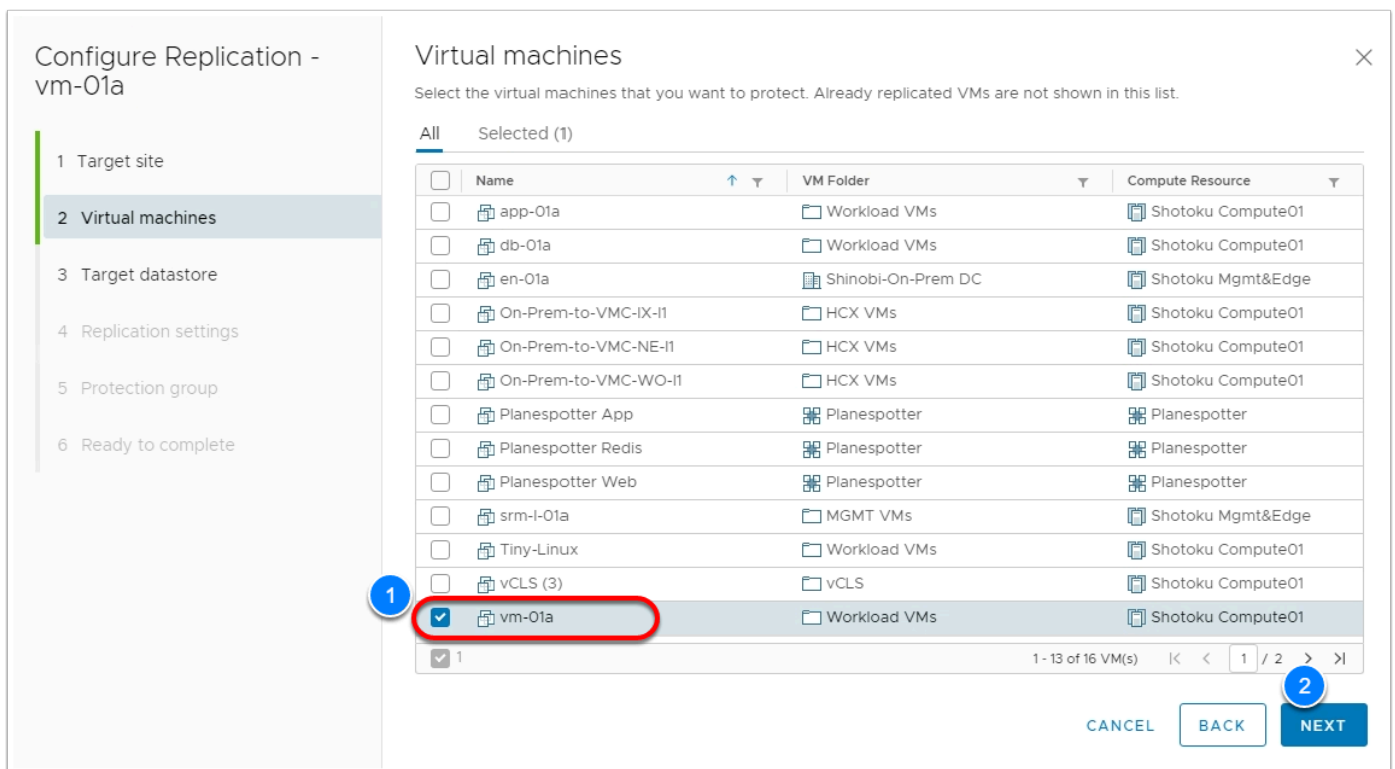 Configure Replication -
vm-01a
1 Target site
2 Virtual machines
3 Target datastore
4 Replication settings
5 Protection group
6 Ready to complete
Virtual machines
Select the virtual machines that you want to protect. Already replicated VMs are not shown in this list.
All Selected (1)
Name VM Folder Compute Resource
app-01a Workload VMs Shotoku Compute01
db-01a Workload VMs Shotoku Compute01
en-01a Shinobi-On-Prem DC Shotoku Mgmt&Edge
On-Prem-to-VMC-IX-I1 HCX VMs Shotoku Compute01
On-Prem-to-VMC-NE-I1 HCX VMs Shotoku Compute01
On-Prem-to-VMC-WO-I1 HCX VMs Shotoku Compute01
Planespotter App Planespotter Planespotter
Planespotter Redis Planespotter Planespotter
Planespotter Web Planespotter Planespotter
srm-l-01a MGMT VMs Shotoku Mgmt&Edge
Tiny-Linux Workload VMs Shotoku Compute01
vCLS (3) vCLS Shotoku Compute01
1 vm-01a Workload VMs Shotoku Compute01
1 1 - 13 of 16 VM(s) 1 / 2
2
CANCEL BACK NEXT